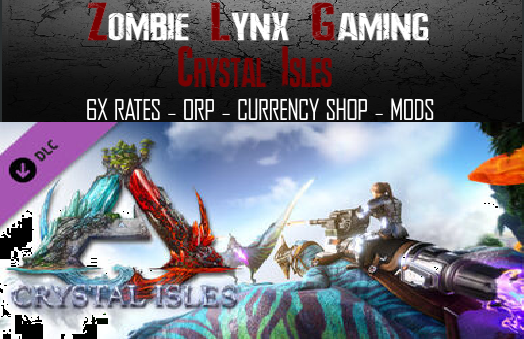 Zombie Lynx Gaming
Crystal Isles
6X RATES - ORP - CURRENCY SHOP - MODS
DLC
CRYSTAL ISLES